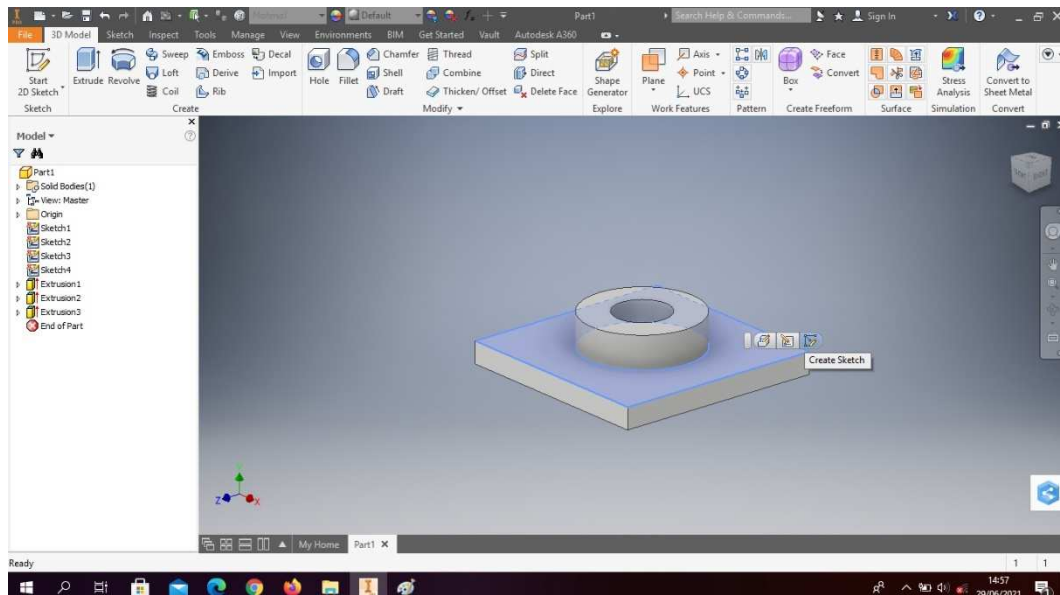 Part1
Search Help & Commands...
Sign In
Material
Default
File 3D Model Sketch Inspect Tools Manage View Environments BIM Get Started Vault Autodesk A360
Start 2D Sketch
Extrude Revolve
Sweep Emboss Decal
Loft Derive Import
Coil Rib
Hole Fillet
Chamfer Thread Split
Shell Combine Direct
Draft Thicken/ Offset Delete Face
Shape Generator
Plane
Axis
Point
UCS
Box
Face
Convert
Stress Analysis
Convert to Sheet Metal
Sketch Create Modify Explore Work Features Pattern Create Freeform Surface Simulation Convert
Model
Part1
Solid Bodies(1)
View: Master
Origin
Sketch1
Sketch2
Sketch3
Sketch4
Extrusion1
Extrusion2
Extrusion3
End of Part
Create Sketch
Y
Z X
My Home Part1
Ready 1 1
14:57
29/06/2021